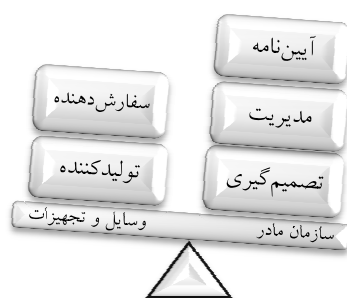 آیین‌نامه
مدیریت
تصمیم‌گیری
سازمان مادر
سفارش‌دهنده
تولیدکننده
وسایل و تجهیزات